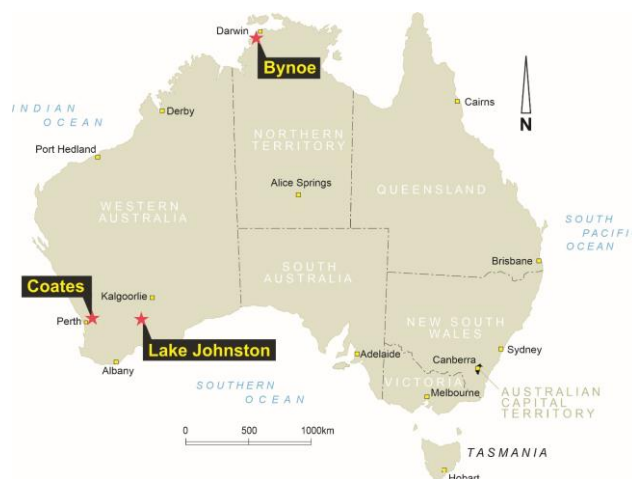 Darwin
Bynoe
INDIAN
OCEAN
Derby
Cairns
N
NORTHERN
TERRITORY
Port Hedland
Alice Springs
QUEENSLAND
WESTERN
AUSTRALIA
SOUTH
PACIFIC
OCEAN
Brisbane
SOUTH
AUSTRALIA
Coates
Kalgoorlie
Perth
Lake Johnston
NEW SOUTH
WALES
Sydney
Adelaide
Canberra
Albany
SOUTHERN
OCEAN
VICTORIA
Melbourne
AUSTRALIAN
CAPITAL
TERRITORY
0 500 1000km
TASMANIA
Hobart